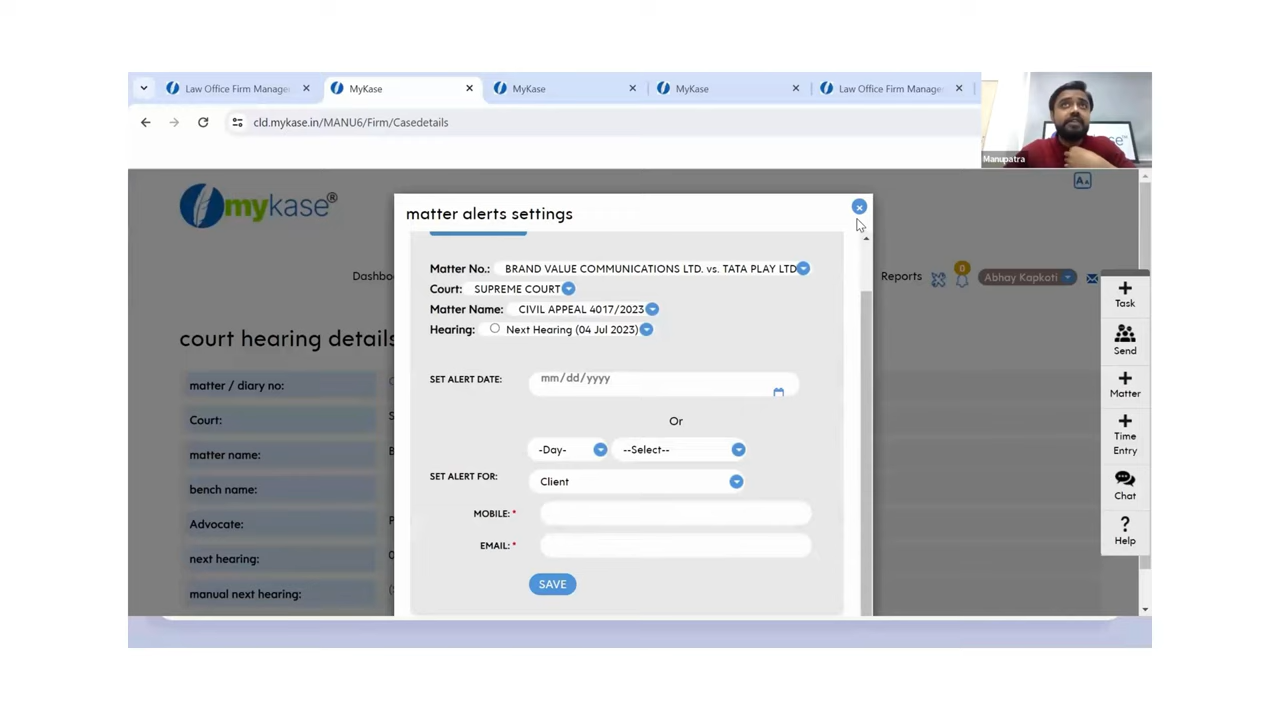 Law Office Firm Manage
MyKase
MyKase
MyKase
Law Office Firm Manage
cld.mykase.in/MANU6/Firm/Casedetails
Manupatra
mykase®
matter alerts settings
Matter No.: BRAND VALUE COMMUNICATIONS LTD. vs. TATA PLAY LTD
Court: SUPREME COURT
Matter Name: CIVIL APPEAL 4017/2023
Hearing: Next Hearing (04 Jul 2023)
SET ALERT DATE: mm/dd/yyyy
Or
-Day- --Select--
SET ALERT FOR: Client
MOBILE: *
EMAIL: *
SAVE
Dashbo
Reports
0
Abhay Kapkoti
court hearing details
matter / diary no:
Court:
matter name:
bench name:
Advocate:
next hearing:
manual next hearing:
Task
Send
Matter
Time
Entry
Chat
Help